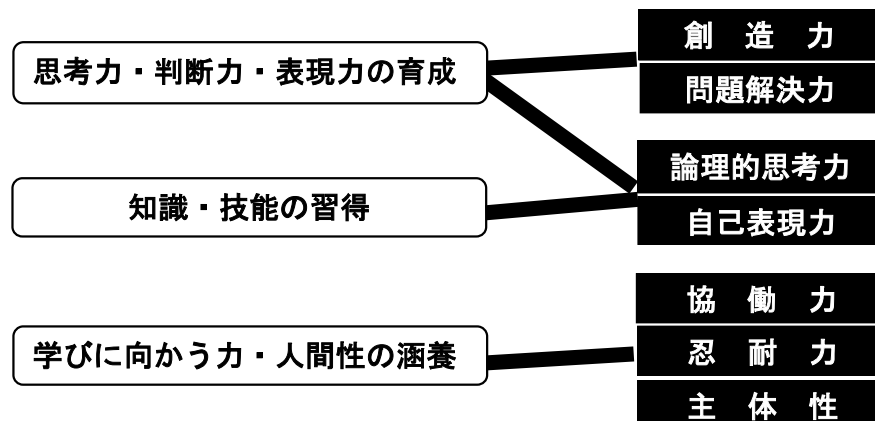 思考力・判断力・表現力の育成
知識・技能の習得
学びに向かう力・人間性の涵養
創造力
問題解決力
論理的思考力
自己表現力
協働力
忍耐力
主体性